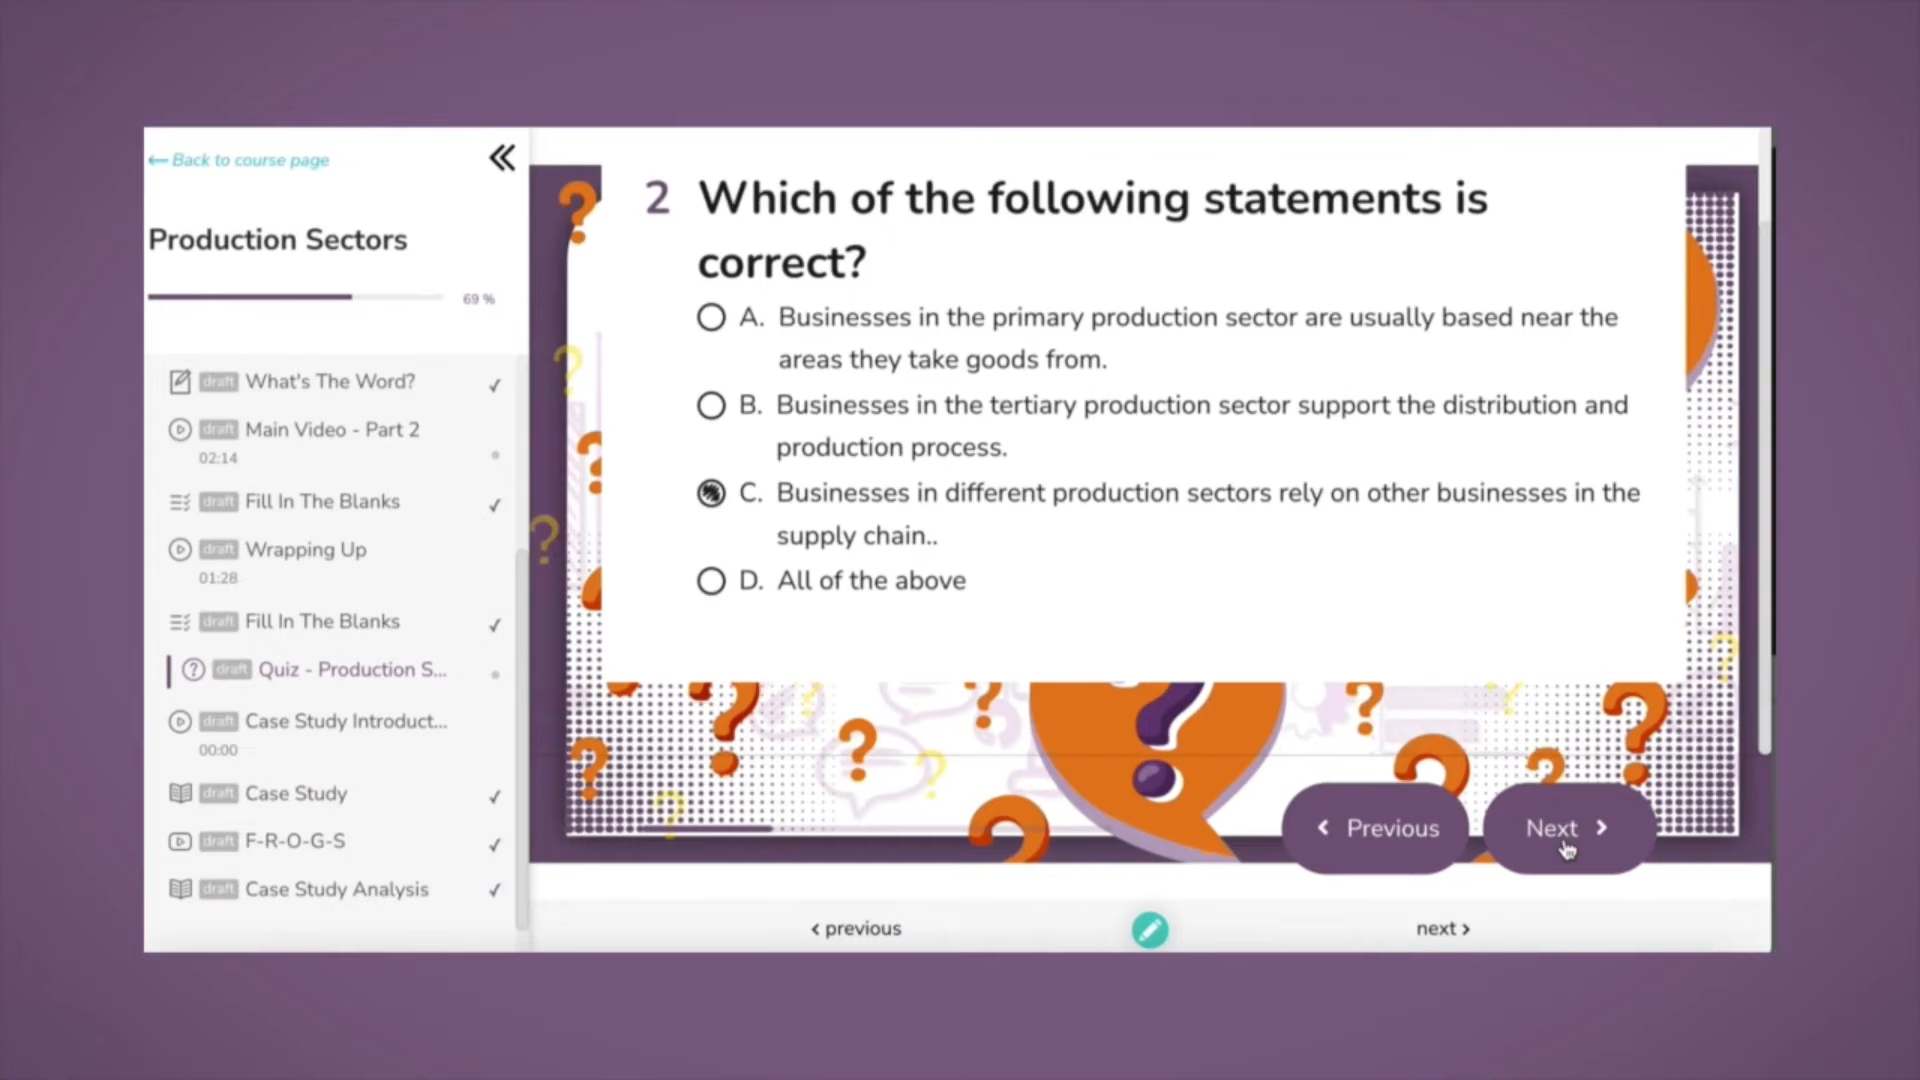 ←Back to course page
Production Sectors
69 %
draft What's The Word?
draft Main Video - Part 2
02:14
draft Fill In The Blanks
draft Wrapping Up
01:28
draft Fill In The Blanks
draft Quiz - Production S...
draft Case Study Introduct...
00:00
draft Case Study
draft F-R-O-G-S
draft Case Study Analysis
2 Which of the following statements is
correct?
A. Businesses in the primary production sector are usually based near the
areas they take goods from.
B. Businesses in the tertiary production sector support the distribution and
production process.
C. Businesses in different production sectors rely on other businesses in the
supply chain..
D. All of the above
Previous
Next
previous
next